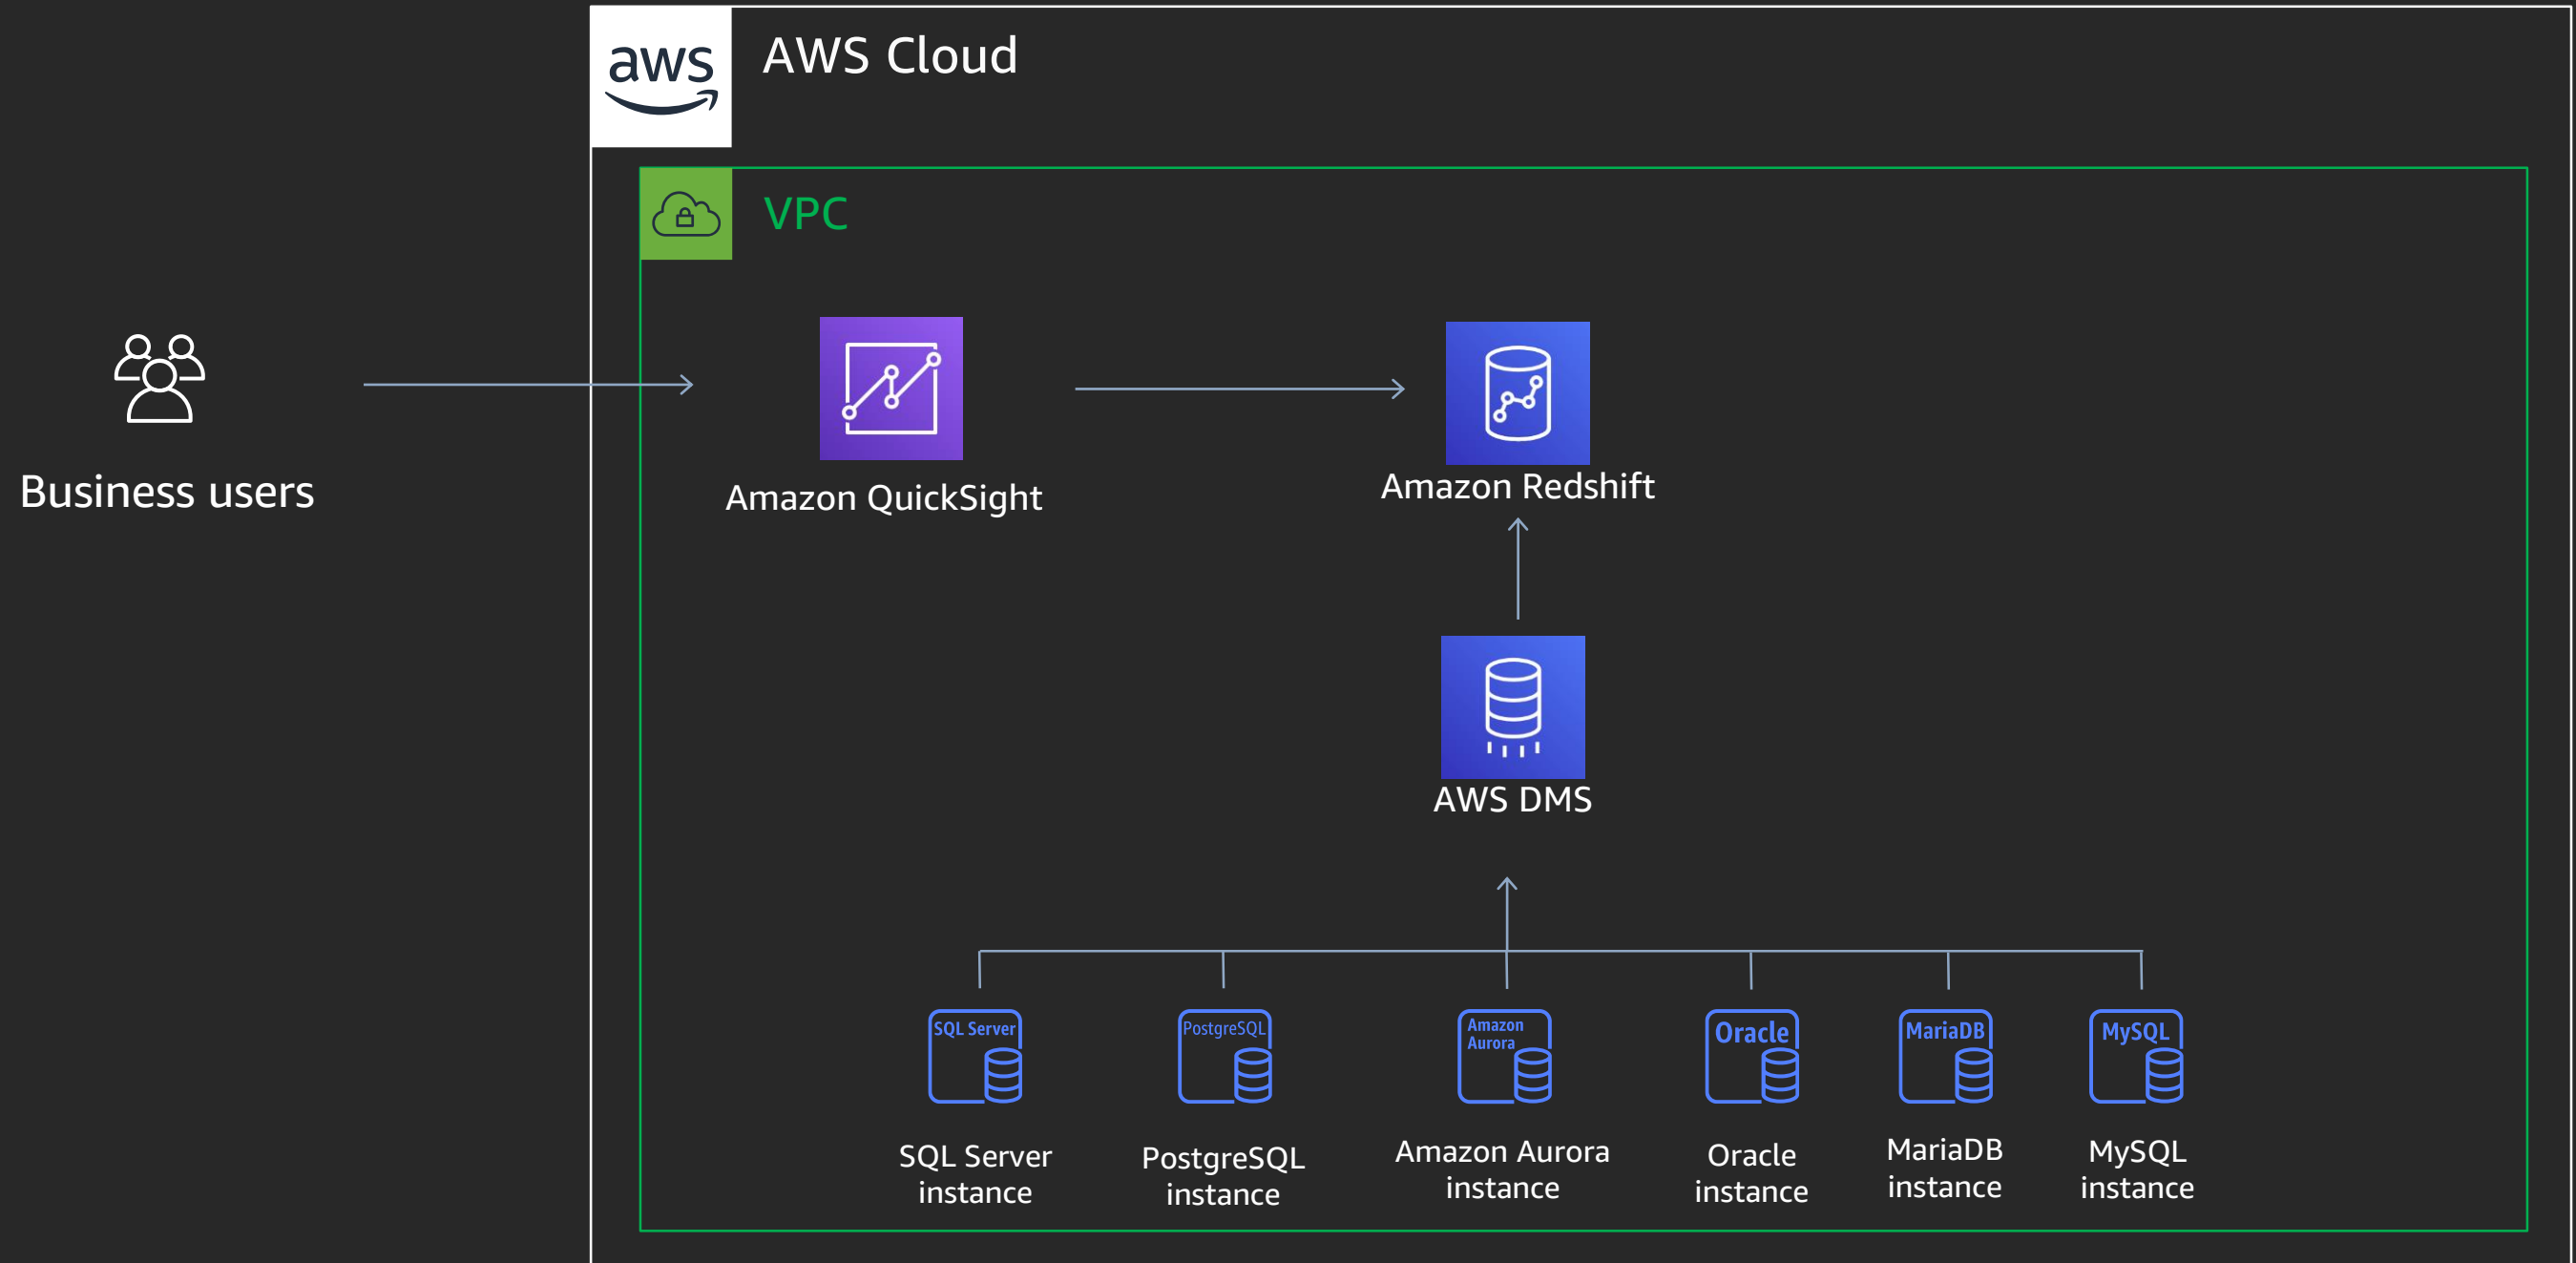 aws
AWS Cloud
VPC
Business users
Amazon QuickSight
Amazon Redshift
AWS DMS
SQL Server
PostgreSQL
Amazon
Aurora
Oracle
MariaDB
MySQL
SQL Server
instance
PostgreSQL
instance
Amazon Aurora
instance
Oracle
instance
MariaDB
instance
MySQL
instance